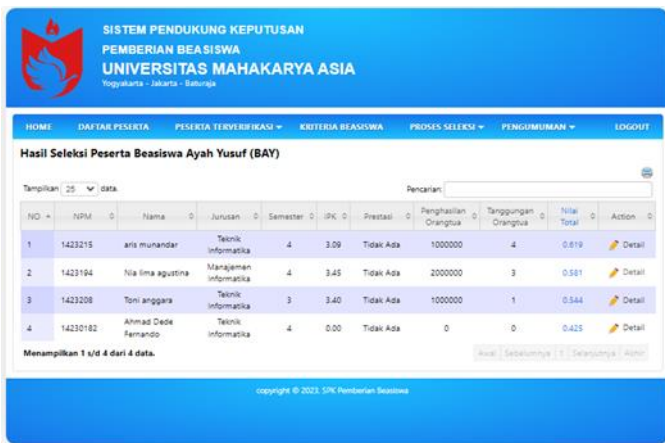 SISTEM PENDUKUNG KEPUTUSAN
PEMBERIAN BEASISWA
UNIVERSITAS MAHAKARYA ASIA
Yogyakarta - Jakarta - Baturaja
HOME DAFTAR PESERTA PESERTA TERVERIFIKASI KRITERIA BEASISWA PROSES SELEKSI PENGUMUMAN LOGOUT
Hasil Seleksi Peserta Beasiswa Ayah Yusuf (BAY)
Tampilkan 25 data. Pencarian:
NO NPM Nama Jurusan Semester IPK Prestasi Penghasilan Orangtua Tanggungan Orangtua Nilai Total Action
1 1423215 aris munandar Teknik Informatika 4 3.09 Tidak Ada 1000000 4 0.619 Detail
2 1423194 Nia lima agustina Manajemen Informatika 4 3.45 Tidak Ada 2000000 3 0.581 Detail
3 1423208 Toni anggara Teknik Informatika 3 3.40 Tidak Ada 1000000 1 0.544 Detail
4 14230182 Ahmad Dede Fernando Teknik Informatika 4 0.00 Tidak Ada 0 0 0.425 Detail
Menampilkan 1 s/d 4 dari 4 data. Awal Sebelumnya 1 Selanjutnya Akhir
copyright © 2023. SPK Pemberian Beasiswa